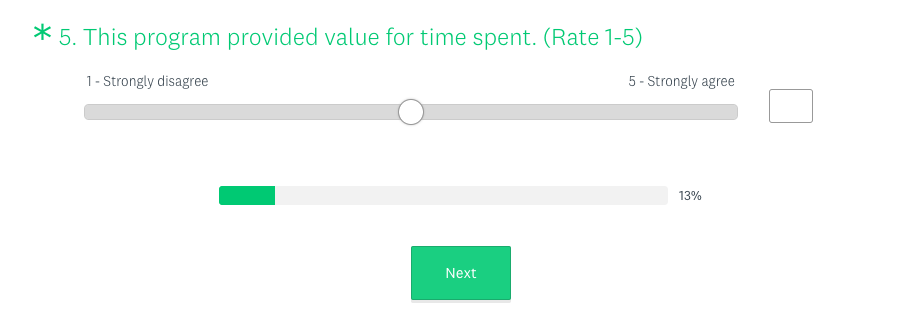 * 5. This program provided value for time spent. (Rate 1-5)
1 - Strongly disagree 5 - Strongly agree
13%
Next